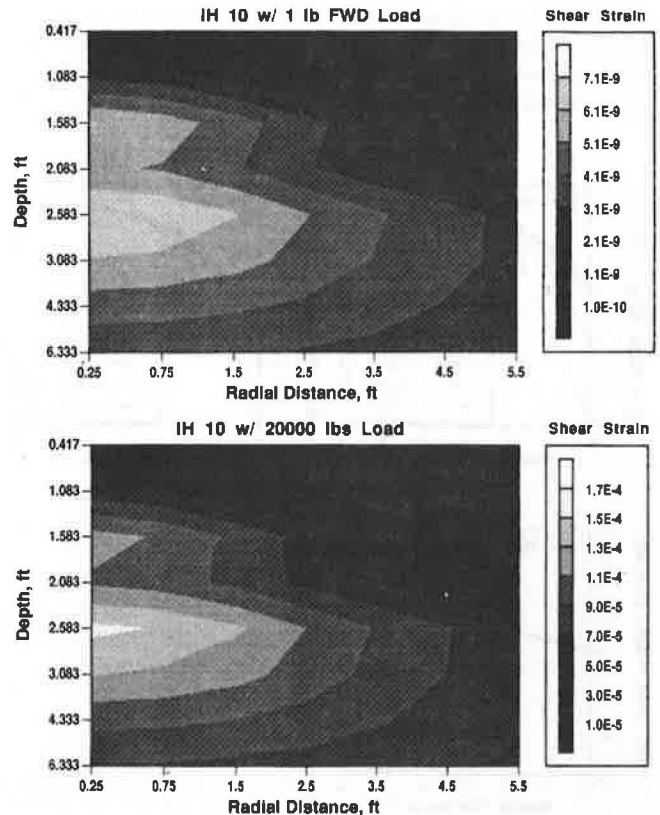 IH 10 w/ 1 lb FWD Load
Shear Strain
0.417
1.083
1.583
2.083
2.583
3.083
4.333
6.333
Depth, ft
0.25 0.75 1.5 2.5 3.5 4.5 5.5
Radial Distance, ft
7.1E-9
6.1E-9
5.1E-9
4.1E-9
3.1E-9
2.1E-9
1.1E-9
1.0E-10
IH 10 w/ 20000 lbs Load
Shear Strain
0.417
1.083
1.583
2.083
2.583
3.083
4.333
6.333
Depth, ft
0.25 0.75 1.5 2.5 3.5 4.5 5.5
Radial Distance, ft
1.7E-4
1.5E-4
1.3E-4
1.1E-4
9.0E-5
7.0E-5
5.0E-5
3.0E-5
1.0E-5